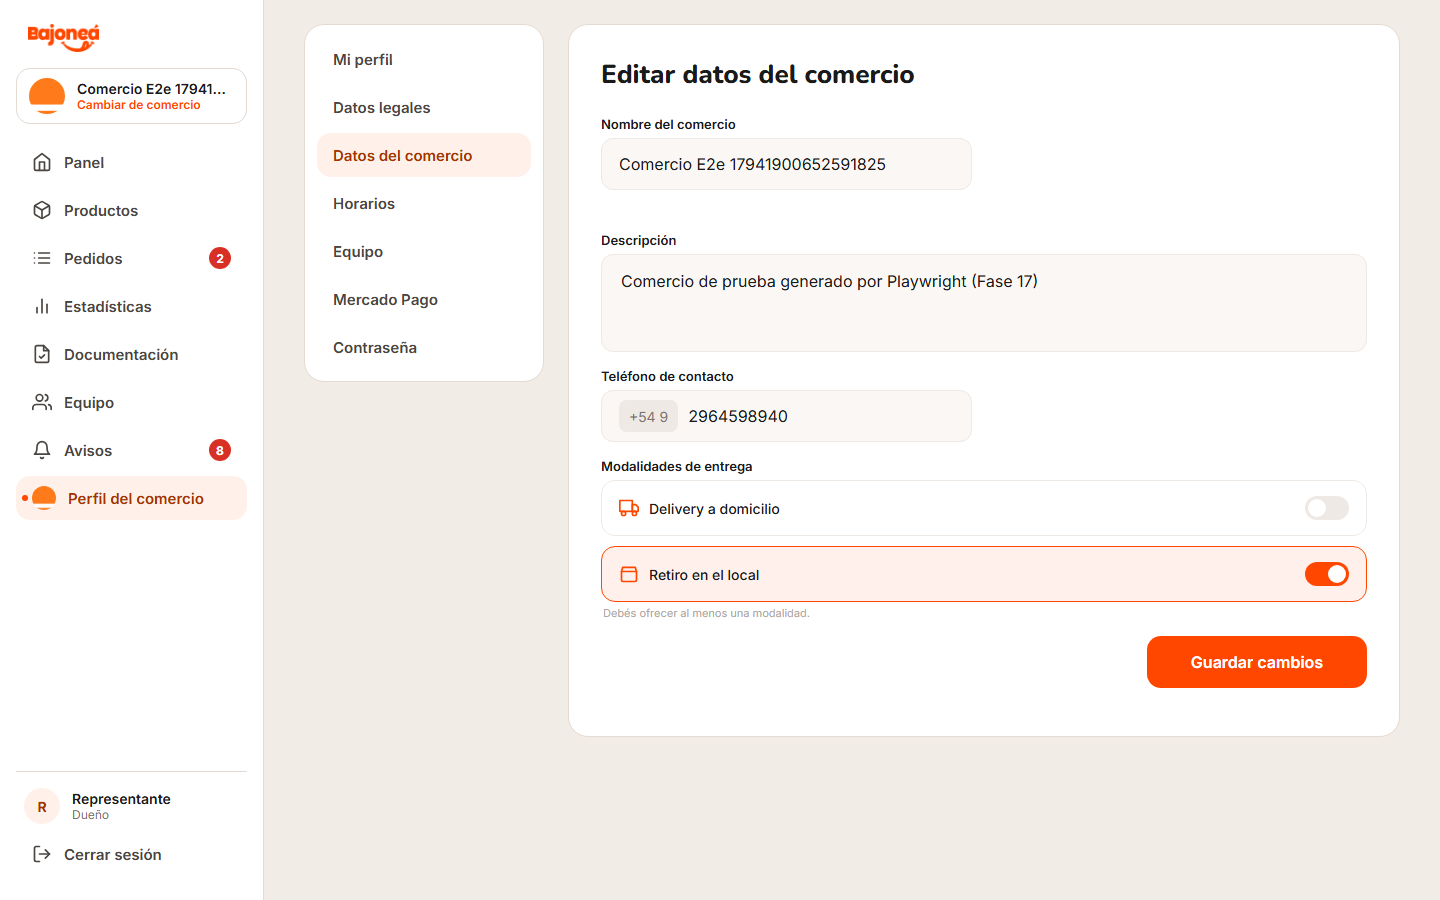 Bajoneá
Comercio E2e 17941...
Cambiar de comercio
Panel
Productos
Pedidos 2
Estadísticas
Documentación
Equipo
Avisos 8
Perfil del comercio
R
Representante
Dueño
Cerrar sesión
Mi perfil
Datos legales
Datos del comercio
Horarios
Equipo
Mercado Pago
Contraseña
Editar datos del comercio
Nombre del comercio
Comercio E2e 17941900652591825
Descripción
Comercio de prueba generado por Playwright (Fase 17)
Teléfono de contacto
+54 9 2964598940
Modalidades de entrega
Delivery a domicilio
Retiro en el local
Debés ofrecer al menos una modalidad.
Guardar cambios